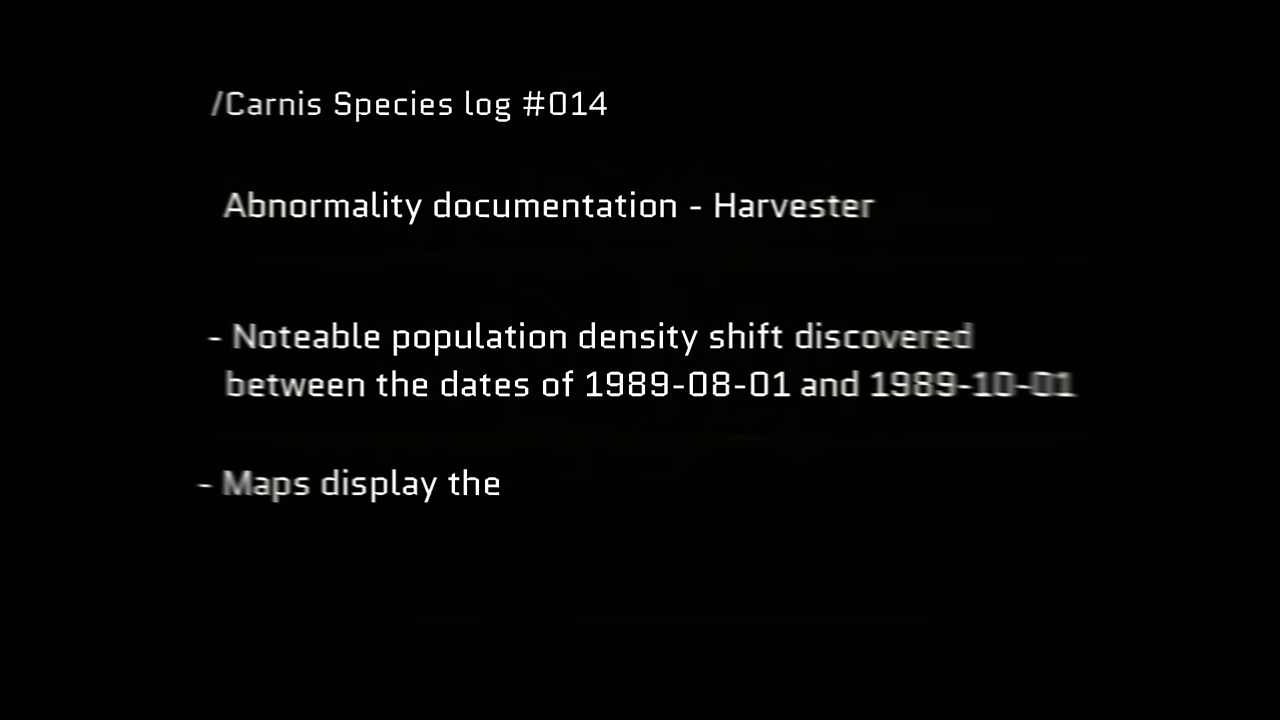 /Carnis Species log #014
Abnormality documentation - Harvester
- Noteable population density shift discovered
between the dates of 1989-08-01 and 1989-10-01
- Maps display the